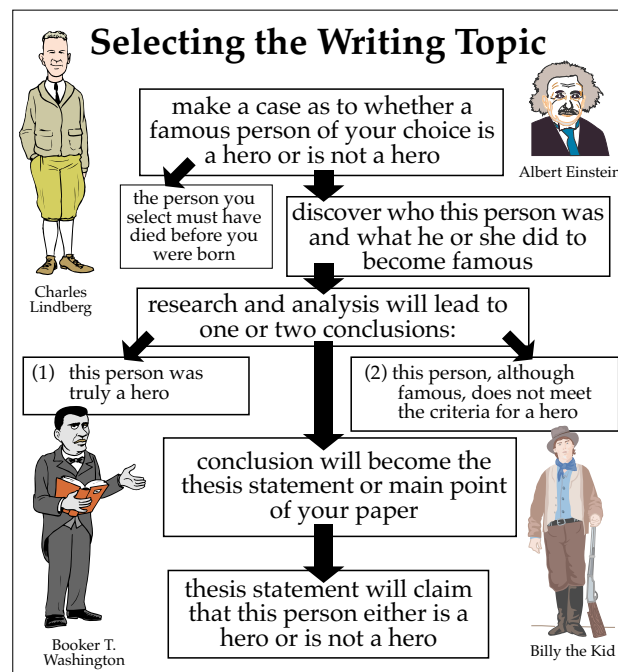 Selecting the Writing Topic
make a case as to whether a
famous person of your choice is
a hero or is not a hero
Albert Einstein
the person you
select must have
died before you
were born
discover who this person was
and what he or she did to
become famous
Charles
Lindberg
research and analysis will lead to
one or two conclusions:
(1) this person was
truly a hero
(2) this person, although
famous, does not meet
the criteria for a hero
conclusion will become the
thesis statement or main point
of your paper
thesis statement will claim
that this person either is a
hero or is not a hero
Booker T.
Washington
Billy the Kid